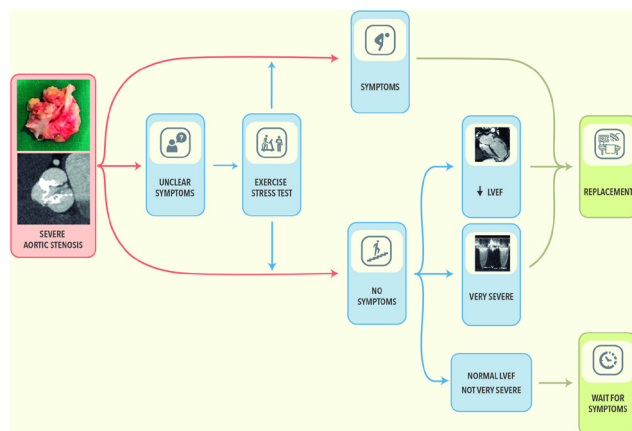 SYMPTOMS
UNCLEAR
SYMPTOMS
EXERCISE
STRESS TEST
↓ LVEF
REPLACEMENT
SEVERE
AORTIC STENOSIS
NO
SYMPTOMS
VERY SEVERE
NORMAL LVEF
NOT VERY SEVERE
WAIT FOR
SYMPTOMS